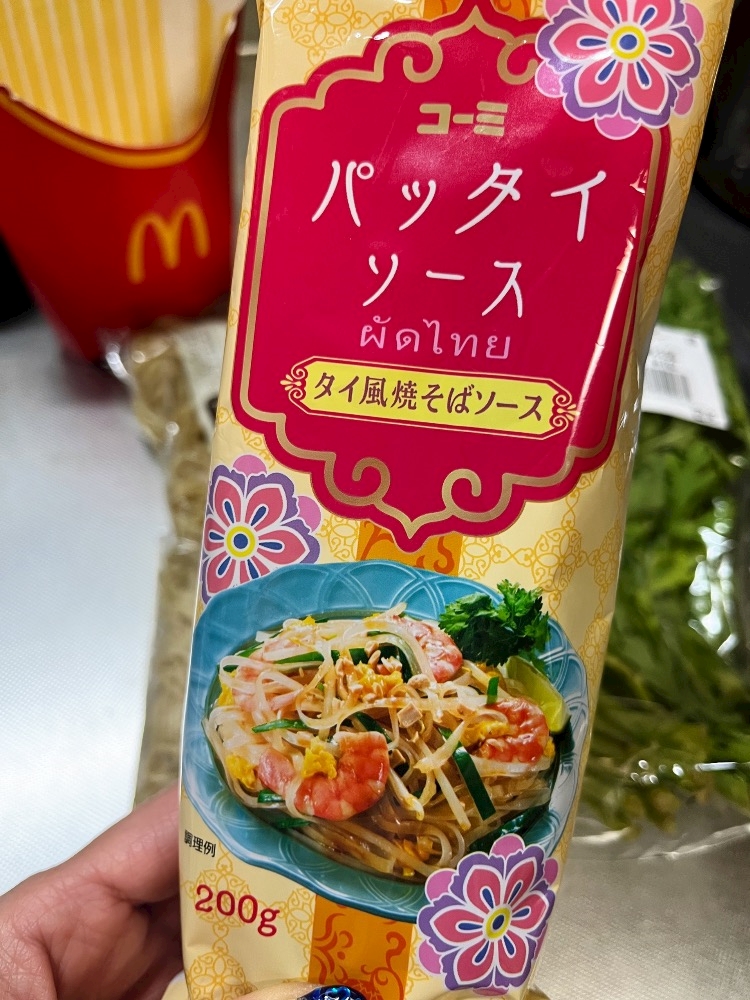 コーミ
パッタイ
ソース
ผัดไทย
タイ風焼そばソース
調理例
200g